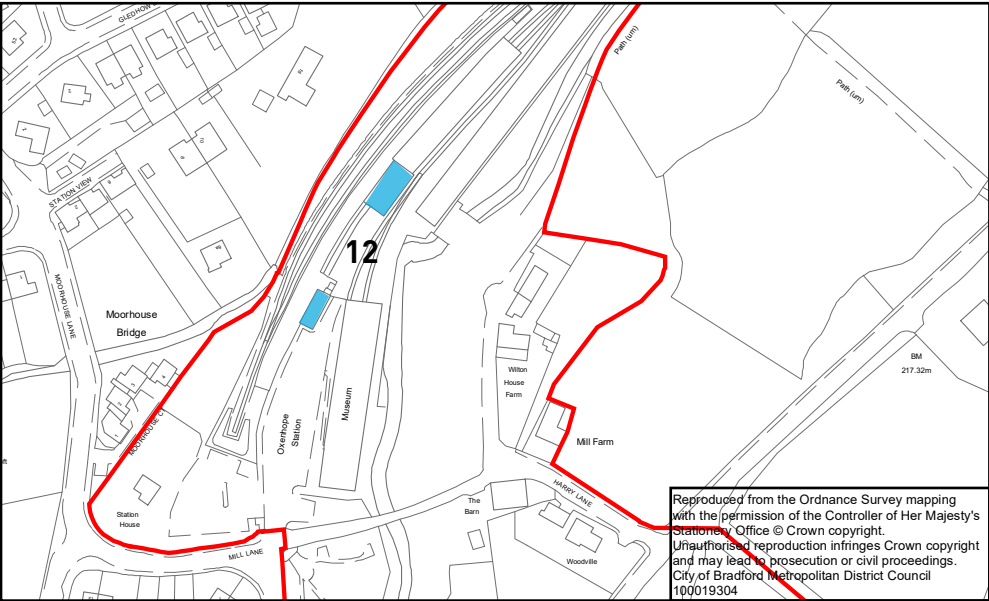 GLEDHOW
Path (um)
Path (um)
STATION VIEW
12
MOORHOUSE LANE
Moorhouse
Bridge
BM
217.32m
Wilton
House
Farm
Museum
Oxenhope
Station
MOORHOUSE CT
Mill Farm
HARRY LANE
The
Barn
Station
House
MILL LANE
Woodville
Reproduced from the Ordnance Survey mapping
with the permission of the Controller of Her Majesty's
Stationery Office © Crown copyright.
Unauthorised reproduction infringes Crown copyright
and may lead to prosecution or civil proceedings.
City of Bradford Metropolitan District Council
100019304